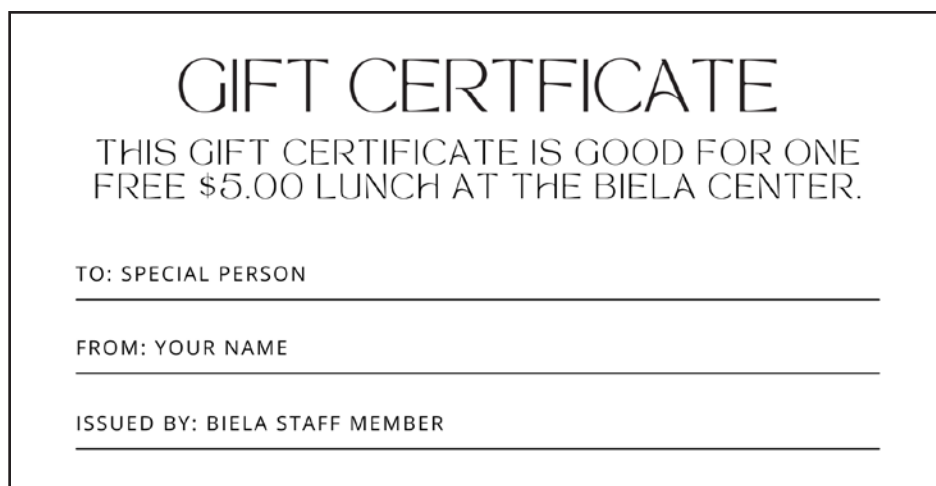 GIFT CERTFICATE
THIS GIFT CERTIFICATE IS GOOD FOR ONE
FREE $5.00 LUNCH AT THE BIELA CENTER.
TO: SPECIAL PERSON
FROM: YOUR NAME
ISSUED BY: BIELA STAFF MEMBER